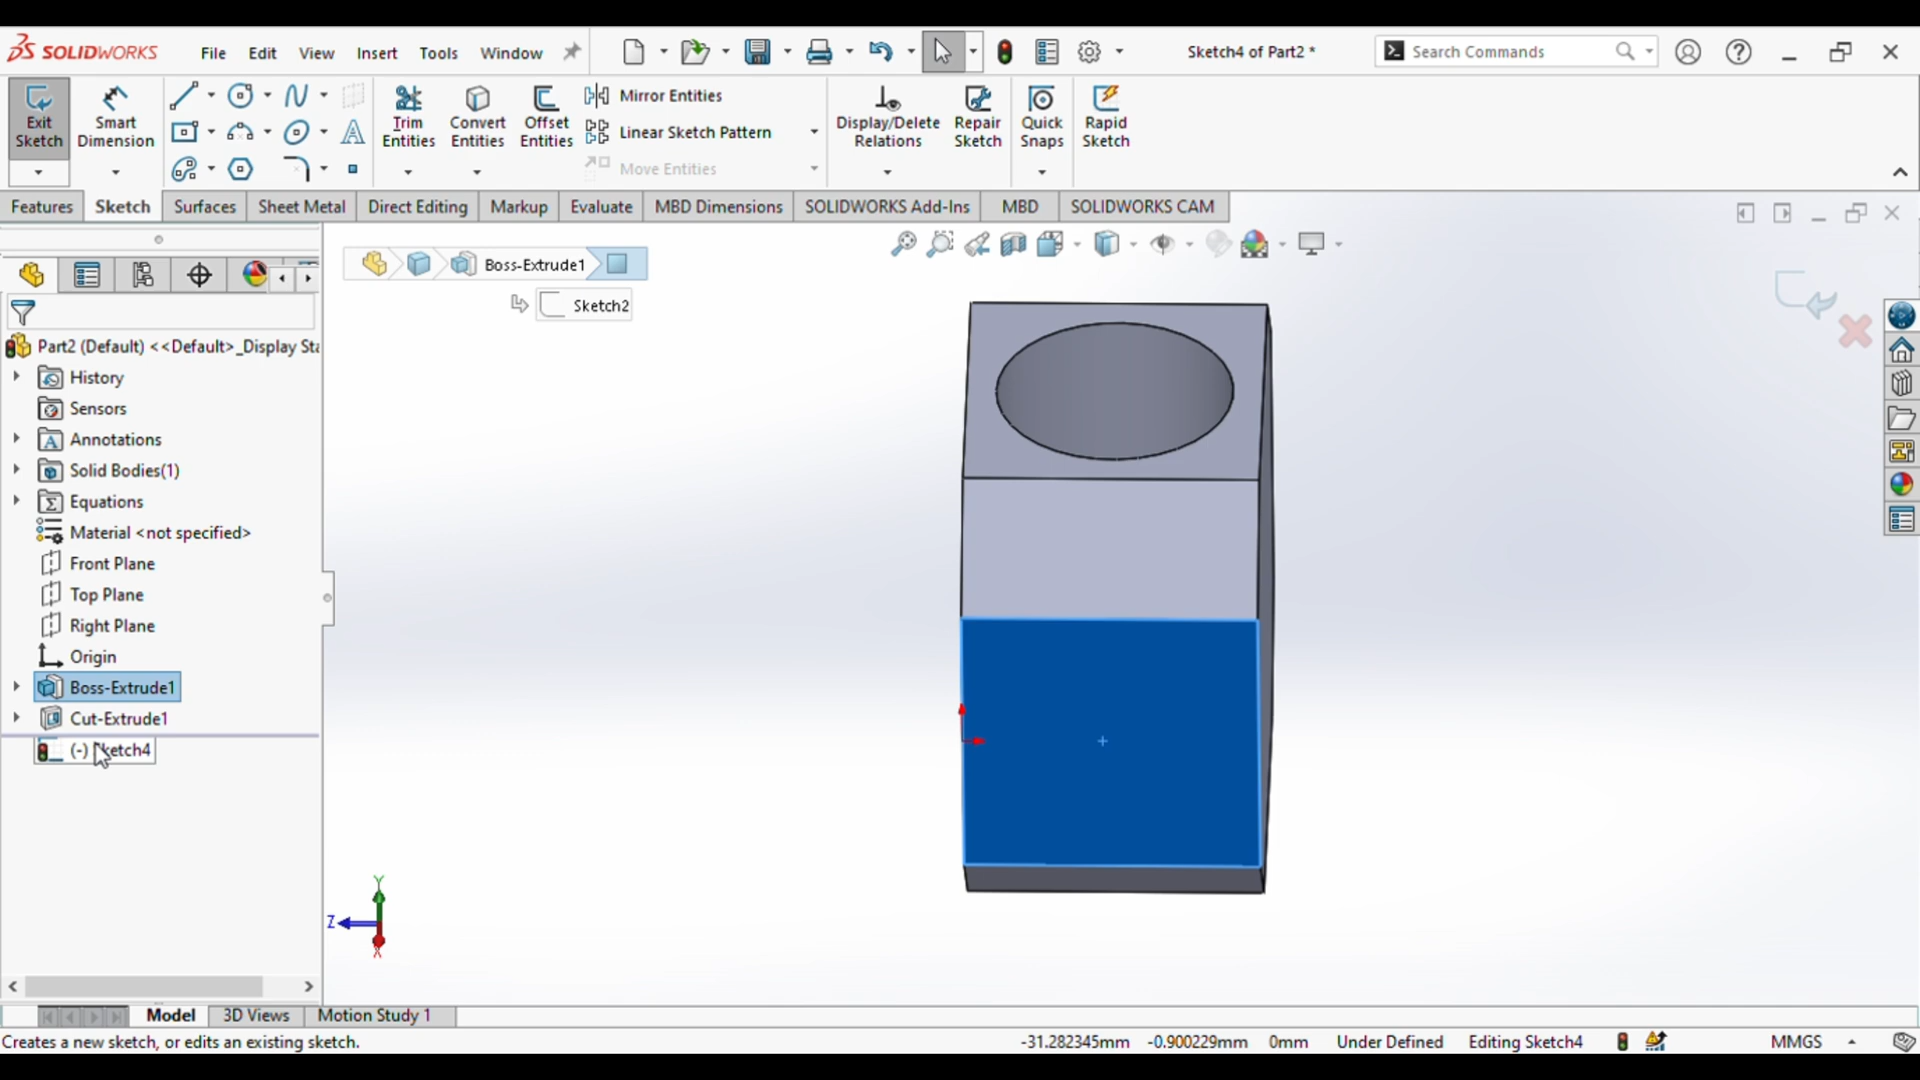 SOLIDWORKS File Edit View Insert Tools Window Sketch4 of Part2 * Search Commands
Exit Sketch
Smart Dimension
Trim Entities
Convert Entities
Offset Entities
Mirror Entities
Linear Sketch Pattern
Move Entities
Display/Delete Relations
Repair Sketch
Quick Snaps
Rapid Sketch
Features Sketch Surfaces Sheet Metal Direct Editing Markup Evaluate MBD Dimensions SOLIDWORKS Add-Ins MBD SOLIDWORKS CAM
Boss-Extrude1
Sketch2
Part2 (Default) <<Default>_Display Sta
History
Sensors
Annotations
Solid Bodies(1)
Equations
Material <not specified>
Front Plane
Top Plane
Right Plane
Origin
Boss-Extrude1
Cut-Extrude1
(-) Sketch4
Y
Z
X
Model 3D Views Motion Study 1
Creates a new sketch, or edits an existing sketch. -31.282345mm -0.900229mm 0mm Under Defined Editing Sketch4 MMGS